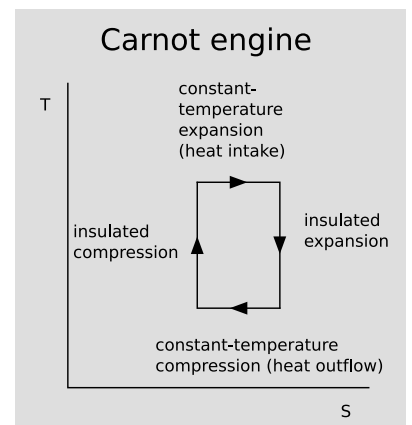 Carnot engine
T
constant-
temperature
expansion
(heat intake)
insulated
compression
insulated
expansion
constant-temperature
compression (heat outflow)
S